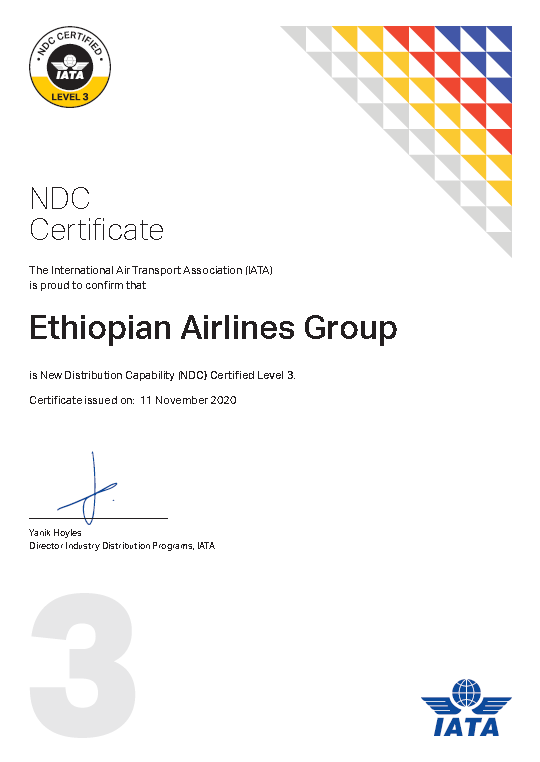 NDC CERTIFIED
IATA
LEVEL 3
NDC
Certificate
The International Air Transport Association (IATA)
is proud to confirm that
Ethiopian Airlines Group
is New Distribution Capability (NDC) Certified Level 3.
Certificate issued on: 11 November 2020
Yanik Hoyles
Director Industry Distribution Programs, IATA
3
IATA